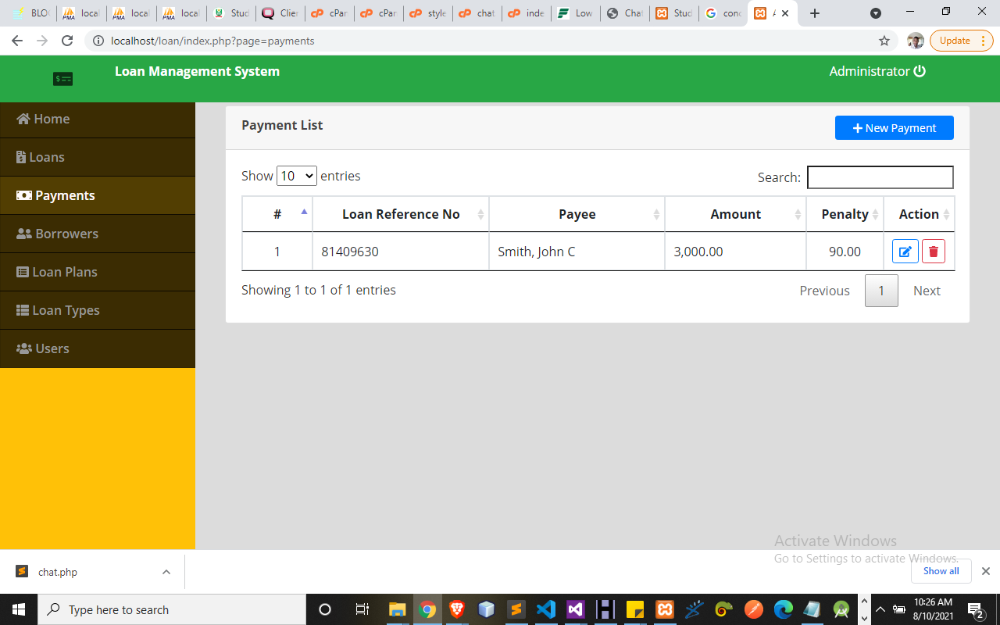 BLO
local
local
local
Stud
Clien
cPan
cPan
style
chat
inde
Low
Chat
Stud
conc
localhost/loan/index.php?page=payments
Update
Loan Management System
Administrator
Home
Loans
Payments
Borrowers
Loan Plans
Loan Types
Users
Payment List
+ New Payment
Show 10 entries
Search:
# Loan Reference No Payee Amount Penalty Action
1 81409630 Smith, John C 3,000.00 90.00
Showing 1 to 1 of 1 entries
Previous 1 Next
Activate Windows
Go to Settings to activate Windows.
chat.php
Show all
Type here to search
10:26 AM
8/10/2021
2